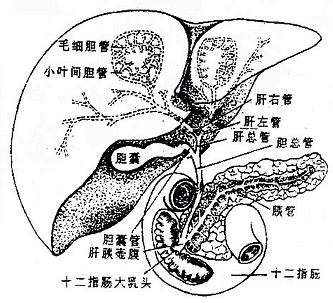 毛细胆管
小叶间胆管
肝右管
肝左管
肝总管
胆总管
胆囊
胰管
胆囊管
肝胰壶腹
十二指肠大乳头
十二指肠